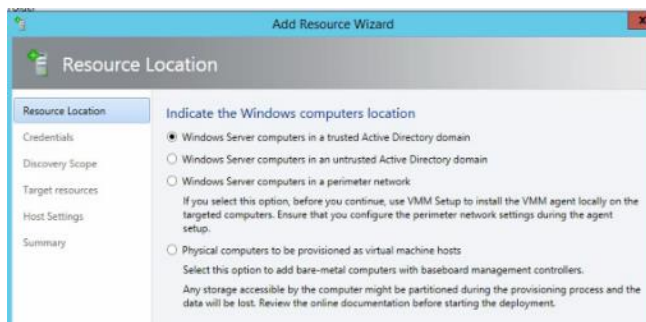 Add Resource Wizard
x
Resource Location
Resource Location
Credentials
Discovery Scope
Target resources
Host Settings
Summary
Indicate the Windows computers location
Windows Server computers in a trusted Active Directory domain
Windows Server computers in an untrusted Active Directory domain
Windows Server computers in a perimeter network
If you select this option, before you continue, use VMM Setup to install the VMM agent locally on the
targeted computers. Ensure that you configure the perimeter network settings during the agent
setup.
Physical computers to be provisioned as virtual machine hosts
Select this option to add bare-metal computers with baseboard management controllers.
Any storage accessible by the computer might be partitioned during the provisioning process and the
data will be lost. Review the online documentation before starting the deployment.